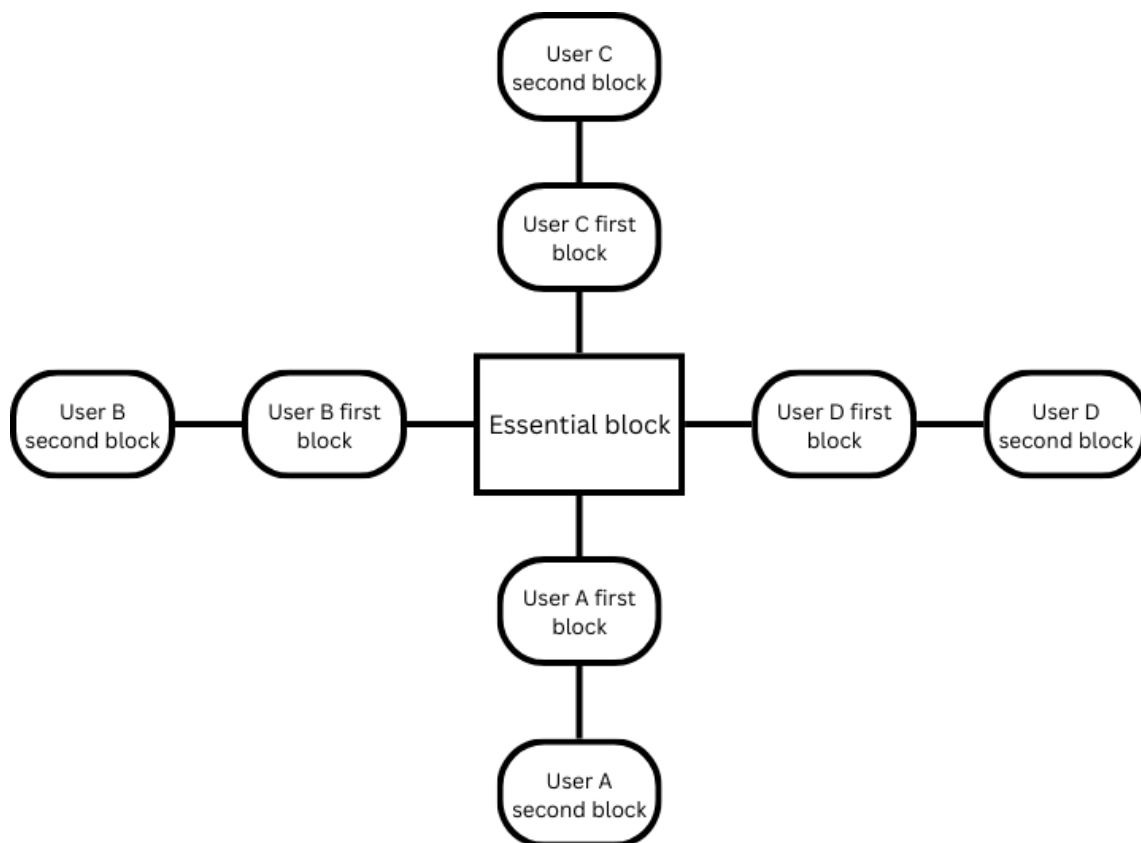 User C
second block
User C first
block
User B
second block
User B first
block
Essential block
User D first
block
User D
second block
User A first
block
User A
second block